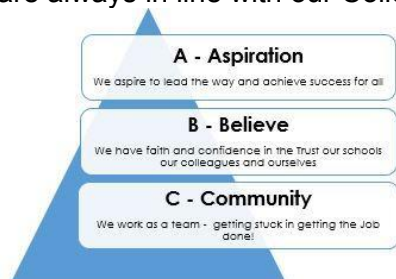 are always in line with our
A - Aspiration
We aspire to lead the way and achieve success for all
B - Believe
We have faith and confidence in the Trust our schools
our colleagues and ourselves
C - Community
We work as a team - getting stuck in getting the Job
done!